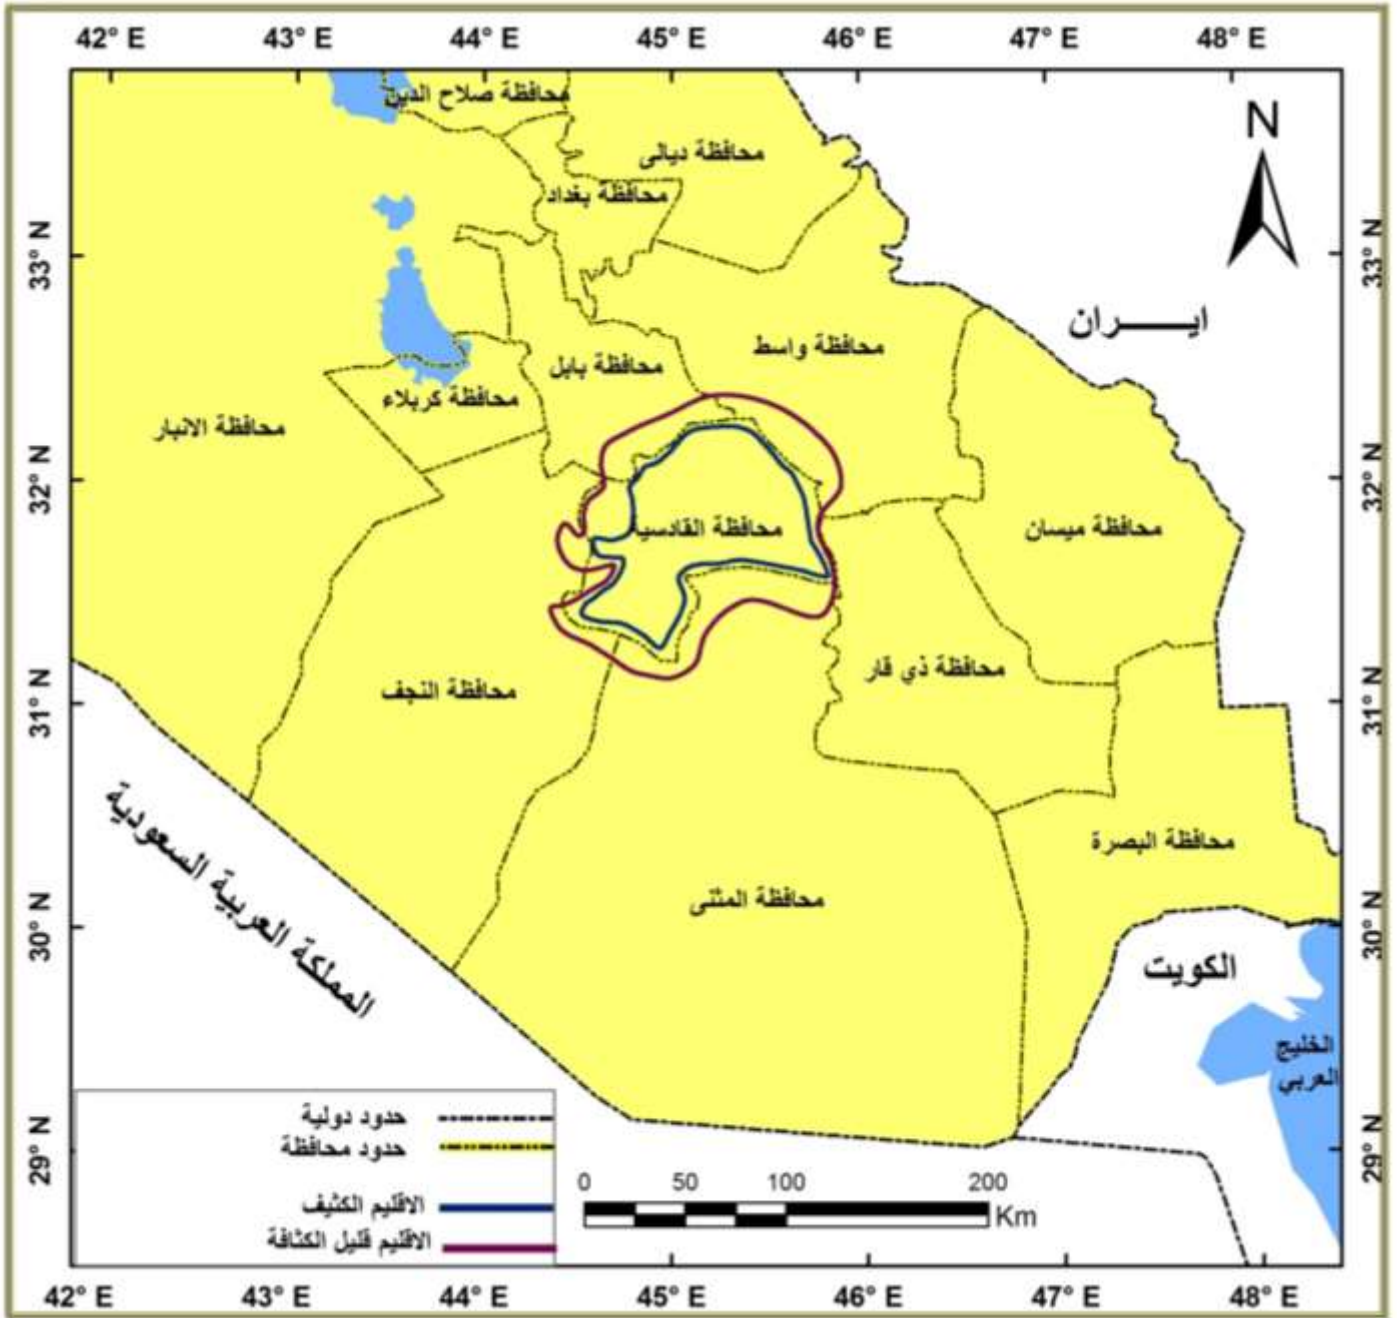 42° E 43° E 44° E 45° E 46° E 47° E 48° E
N
محافظة صلاح الدين
محافظة ديالى
محافظة بغداد
33° N
33° N
ايـــــران
محافظة واسط
محافظة بابل
محافظة كربلاء
محافظة الانبار
32° N
32° N
محافظة القادسية
محافظة ميسان
محافظة ذي قار
محافظة النجف
31° N
31° N
المملكة العربية السعودية
محافظة البصرة
محافظة المثنى
30° N
30° N
الكويت
الخليج
العربي
29° N
29° N
حدود دولية
حدود محافظة
الاقليم الكثيف
الاقليم قليل الكثافة
0 50 100 200
Km
42° E 43° E 44° E 45° E 46° E 47° E 48° E